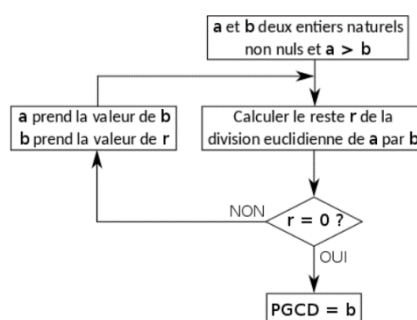 a et b deux entiers naturels
non nuls et a > b
Calculer le reste r de la
division euclidienne de a par b
a prend la valeur de b
b prend la valeur de r
r = 0 ?
NON
OUI
PGCD = b